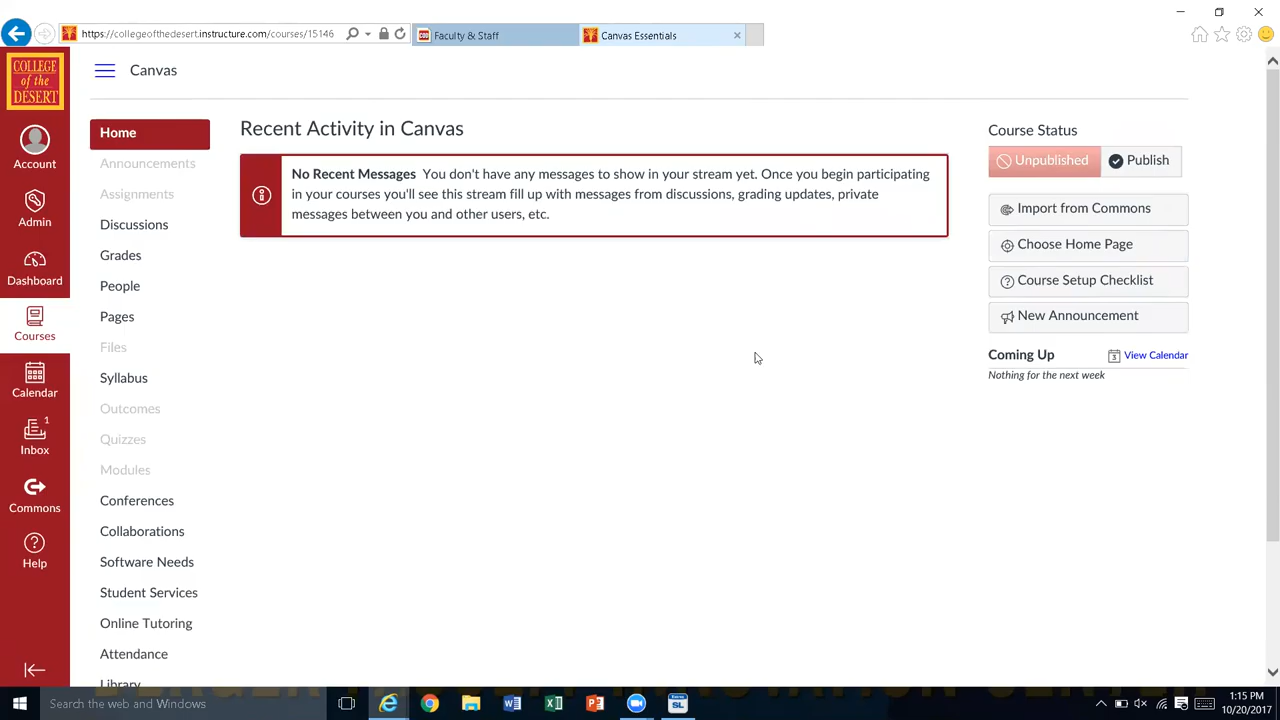 https://collegeofthedesert.instructure.com/courses/15146
COD
Faculty & Staff
Canvas Essentials
COLLEGE
of the
DESERT
Account
Admin
Dashboard
Courses
Calendar
1
Inbox
Commons
Help
Canvas
Home
Announcements
Assignments
Discussions
Grades
People
Pages
Files
Syllabus
Outcomes
Quizzes
Modules
Conferences
Collaborations
Software Needs
Student Services
Online Tutoring
Attendance
Library
Recent Activity in Canvas
No Recent Messages You don't have any messages to show in your stream yet. Once you begin participating
in your courses you'll see this stream fill up with messages from discussions, grading updates, private
messages between you and other users, etc.
Course Status
Unpublished
Publish
Import from Commons
Choose Home Page
Course Setup Checklist
New Announcement
Coming Up
3
View Calendar
Nothing for the next week
Search the web and Windows
SL
1:15 PM
10/20/2017